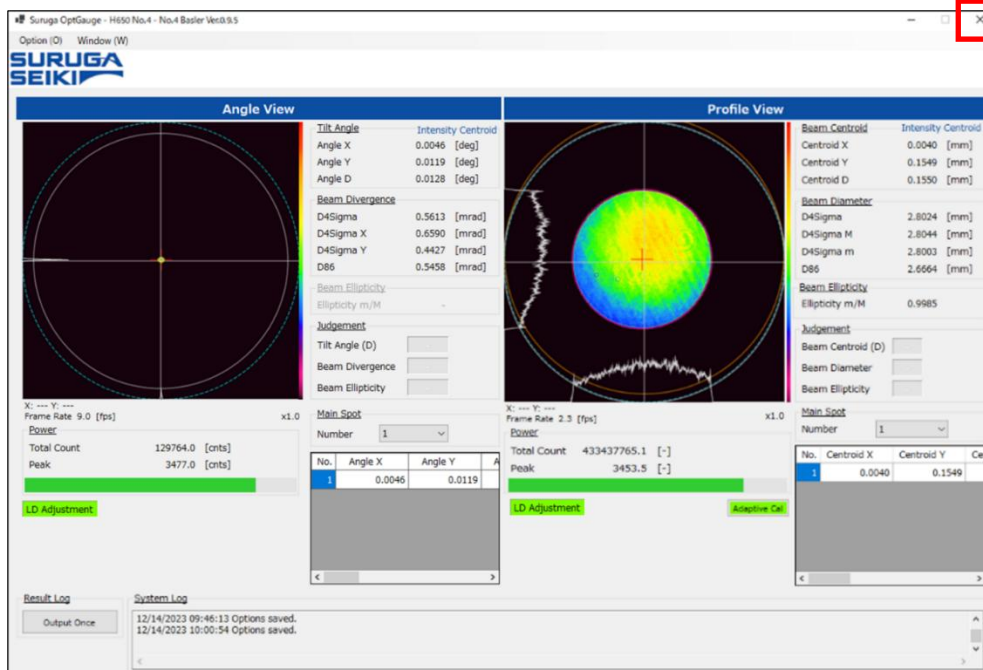 Suruga OptGauge - H650 No.4 - No.4 Basler Ver.0.9.5
Option (O) Window (W)
SURUGA
SEIKI
Angle View
Tilt Angle Intensity Centroid
Angle X 0.0046 [deg]
Angle Y 0.0119 [deg]
Angle D 0.0128 [deg]
Beam Divergence
D4Sigma 0.5613 [mrad]
D4Sigma X 0.6590 [mrad]
D4Sigma Y 0.4427 [mrad]
D86 0.5458 [mrad]
Beam Ellipticity
Ellipticity m/M -
Judgement
Tilt Angle (D)
Beam Divergence
Beam Ellipticity
X: --- Y: ---
Frame Rate 9.0 [fps] x1.0
Power
Total Count 129764.0 [cnts]
Peak 3477.0 [cnts]
LD Adjustment
Main Spot
Number 1
No. Angle X Angle Y A
1 0.0046 0.0119
Profile View
Beam Centroid Intensity Centroid
Centroid X 0.0040 [mm]
Centroid Y 0.1549 [mm]
Centroid D 0.1550 [mm]
Beam Diameter
D4Sigma 2.8024 [mm]
D4Sigma M 2.8044 [mm]
D4Sigma m 2.8003 [mm]
D86 2.6664 [mm]
Beam Ellipticity
Ellipticity m/M 0.9985
Judgement
Beam Centroid (D)
Beam Diameter
Beam Ellipticity
X: --- Y: ---
Frame Rate 2.3 [fps] x1.0
Power
Total Count 433437765.1 [-]
Peak 3453.5 [-]
LD Adjustment Adaptive Cal
Main Spot
Number 1
No. Centroid X Centroid Y Ce
1 0.0040 0.1549
Result Log
Output Once
System Log
12/14/2023 09:46:13 Options saved.
12/14/2023 10:00:54 Options saved.